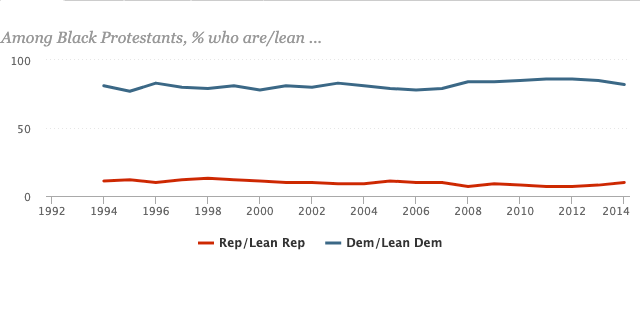 Among Black Protestants, % who are/lean ...
100
50
0
1992 1994 1996 1998 2000 2002 2004 2006 2008 2010 2012 2014
Rep/Lean Rep Dem/Lean Dem